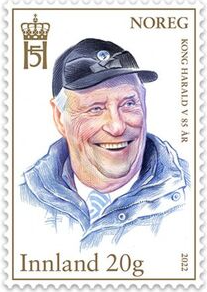 NOREG
KONG HARALD V 85 ÅR
2022
Innland 20g